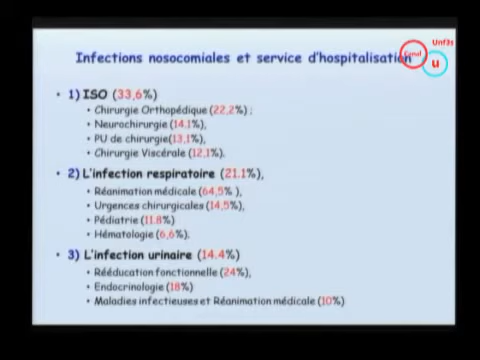 Unf3s
Canal
u
Infections nosocomiales et service d'hospitalisation
• 1) ISO (33,6%)
• Chirurgie Orthopédique (22,2%) ;
• Neurochirurgie (14.1%),
• PU de chirurgie(13,1%),
• Chirurgie Viscérale (12,1%).
• 2) L'infection respiratoire (21.1%),
• Réanimation médicale (64,5% ),
• Urgences chirurgicales (14,5%),
• Pédiatrie (11.8%)
• Hématologie (6,6%).
• 3) L'infection urinaire (14.4%)
• Rééducation fonctionnelle (24%),
• Endocrinologie (18%)
• Maladies infectieuses et Réanimation médicale (10%)